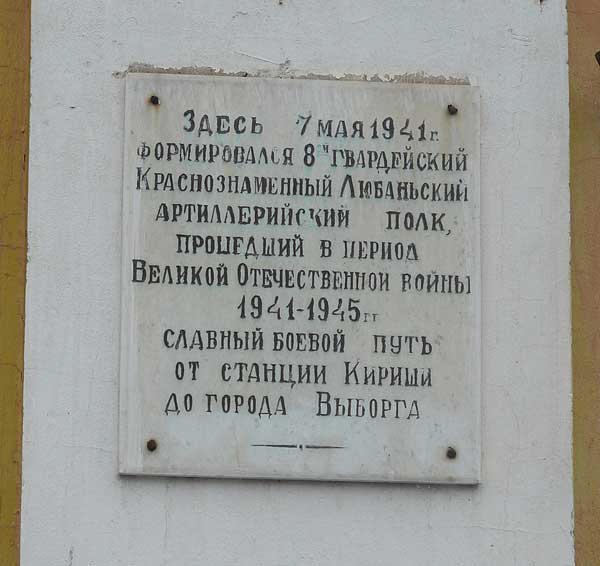 Здесь 7 мая 1941г.
формировался 8й гвардейский
Краснознаменный Любаньский
артиллерийский полк,
прошедший в период
Великой Отечественной войны
1941-1945гг
славный боевой путь
от станции Кириши
до города Выборга